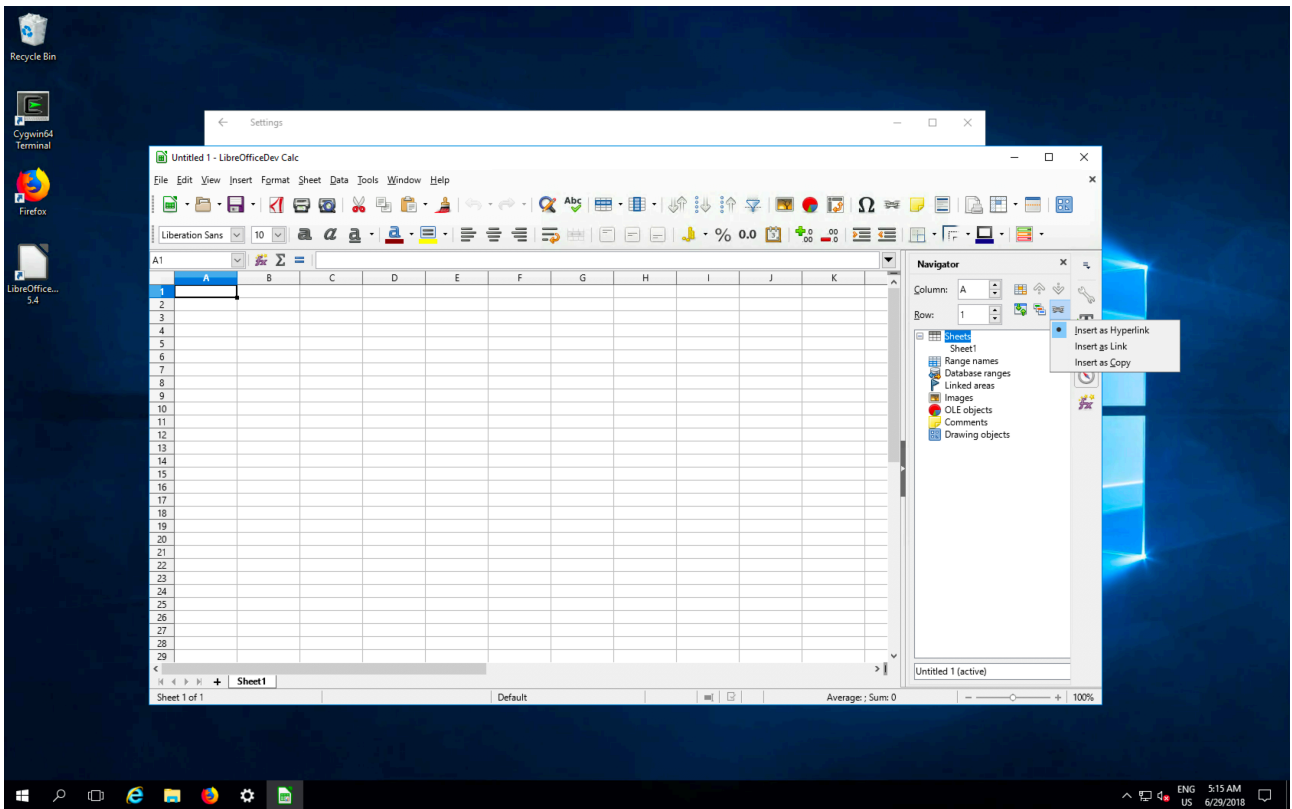 Recycle Bin
Cygwin64
Terminal
Firefox
LibreOffice...
5.4
Settings
Untitled 1 - LibreOfficeDev Calc
File Edit View Insert Format Sheet Data Tools Window Help
Abc
Liberation Sans 10 a a a a % 0.0
A1
Navigator
Column: A
Row: 1
A B C D E F G H I J K
1
2
3
4
5
6
7
8
9
10
11
12
13
14
15
16
17
18
19
20
21
22
23
24
25
26
27
28
29
Sheets
Sheet1
Range names
Database ranges
Linked areas
Images
OLE objects
Comments
Drawing objects
Insert as Hyperlink
Insert as Link
Insert as Copy
Untitled 1 (active)
Sheet1
Sheet 1 of 1 Default Average: ; Sum: 0 100%
ENG 5:15 AM
US 6/29/2018